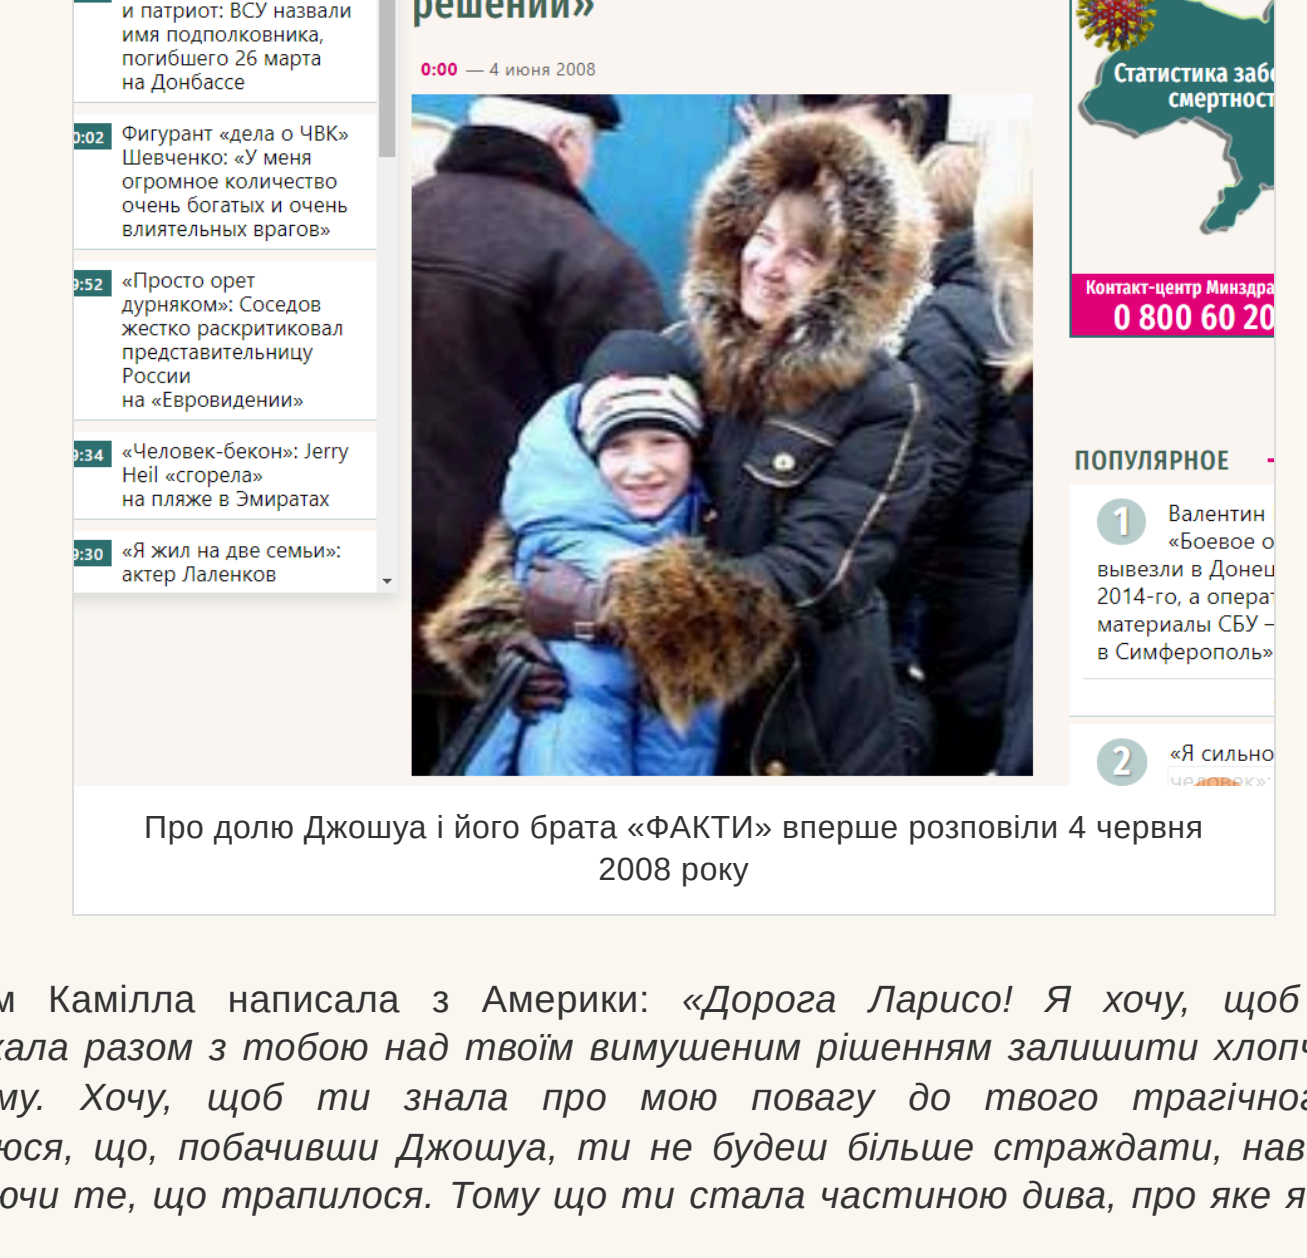 и патриот: ВСУ назвали
имя подполковника,
погибшего 26 марта
на Донбассе
0:02
Фигурант «дела о ЧВК»
Шевченко: «У меня
огромное количество
очень богатых и очень
влиятельных врагов»
9:52
«Просто орет
дурняком»: Соседов
жестко раскритиковал
представительницу
России
на «Евровидении»
9:34
«Человек-бекон»: Jerry
Heil «сгорела»
на пляже в Эмиратах
9:30
«Я жил на две семьи»:
актер Лаленков
решений»
0:00 — 4 июня 2008
Статистика забо
смертност
Контакт-центр Минздра
0 800 60 20
ПОПУЛЯРНОЕ
1
Валентин
«Боевое о
вывезли в Донец
2014-го, а операт
материалы СБУ –
в Симферополь»
2
«Я сильно
человек»:
Про долю Джошуа і його брата «ФАКТИ» вперше розповіли 4 червня
2008 року
м Камілла написала з Америки: «Дорога Ларисо! Я хочу, щоб
кала разом з тобою над твоїм вимушеним рішенням залишити хлопч
му. Хочу, щоб ти знала про мою повагу до твого трагічног
юся, що, побачивши Джошуа, ти не будеш більше страждати, нав
ючи те, що трапилося. Тому що ти стала частиною дива, про яке я